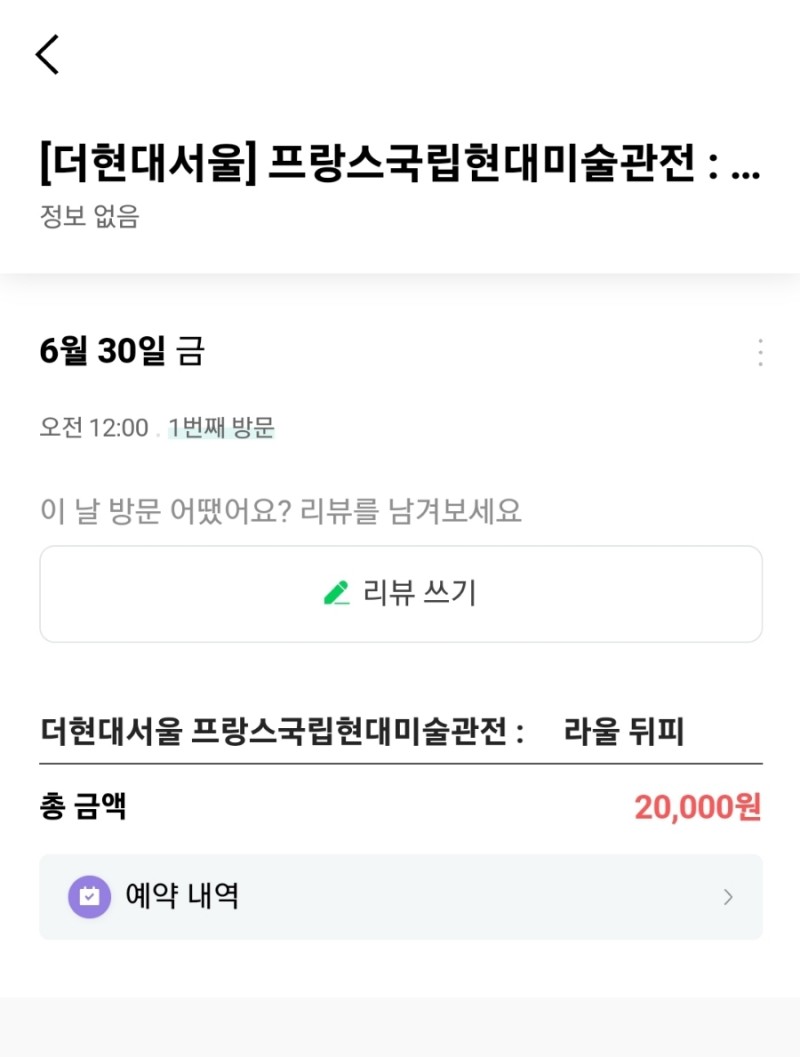 [더현대서울] 프랑스국립현대미술관전 : ...
정보 없음
6월 30일 금
오전 12:00 . 1번째 방문
이 날 방문 어땠어요? 리뷰를 남겨보세요
리뷰 쓰기
더현대서울 프랑스국립현대미술관전 : 라울 뒤피
총 금액 20,000원
예약 내역